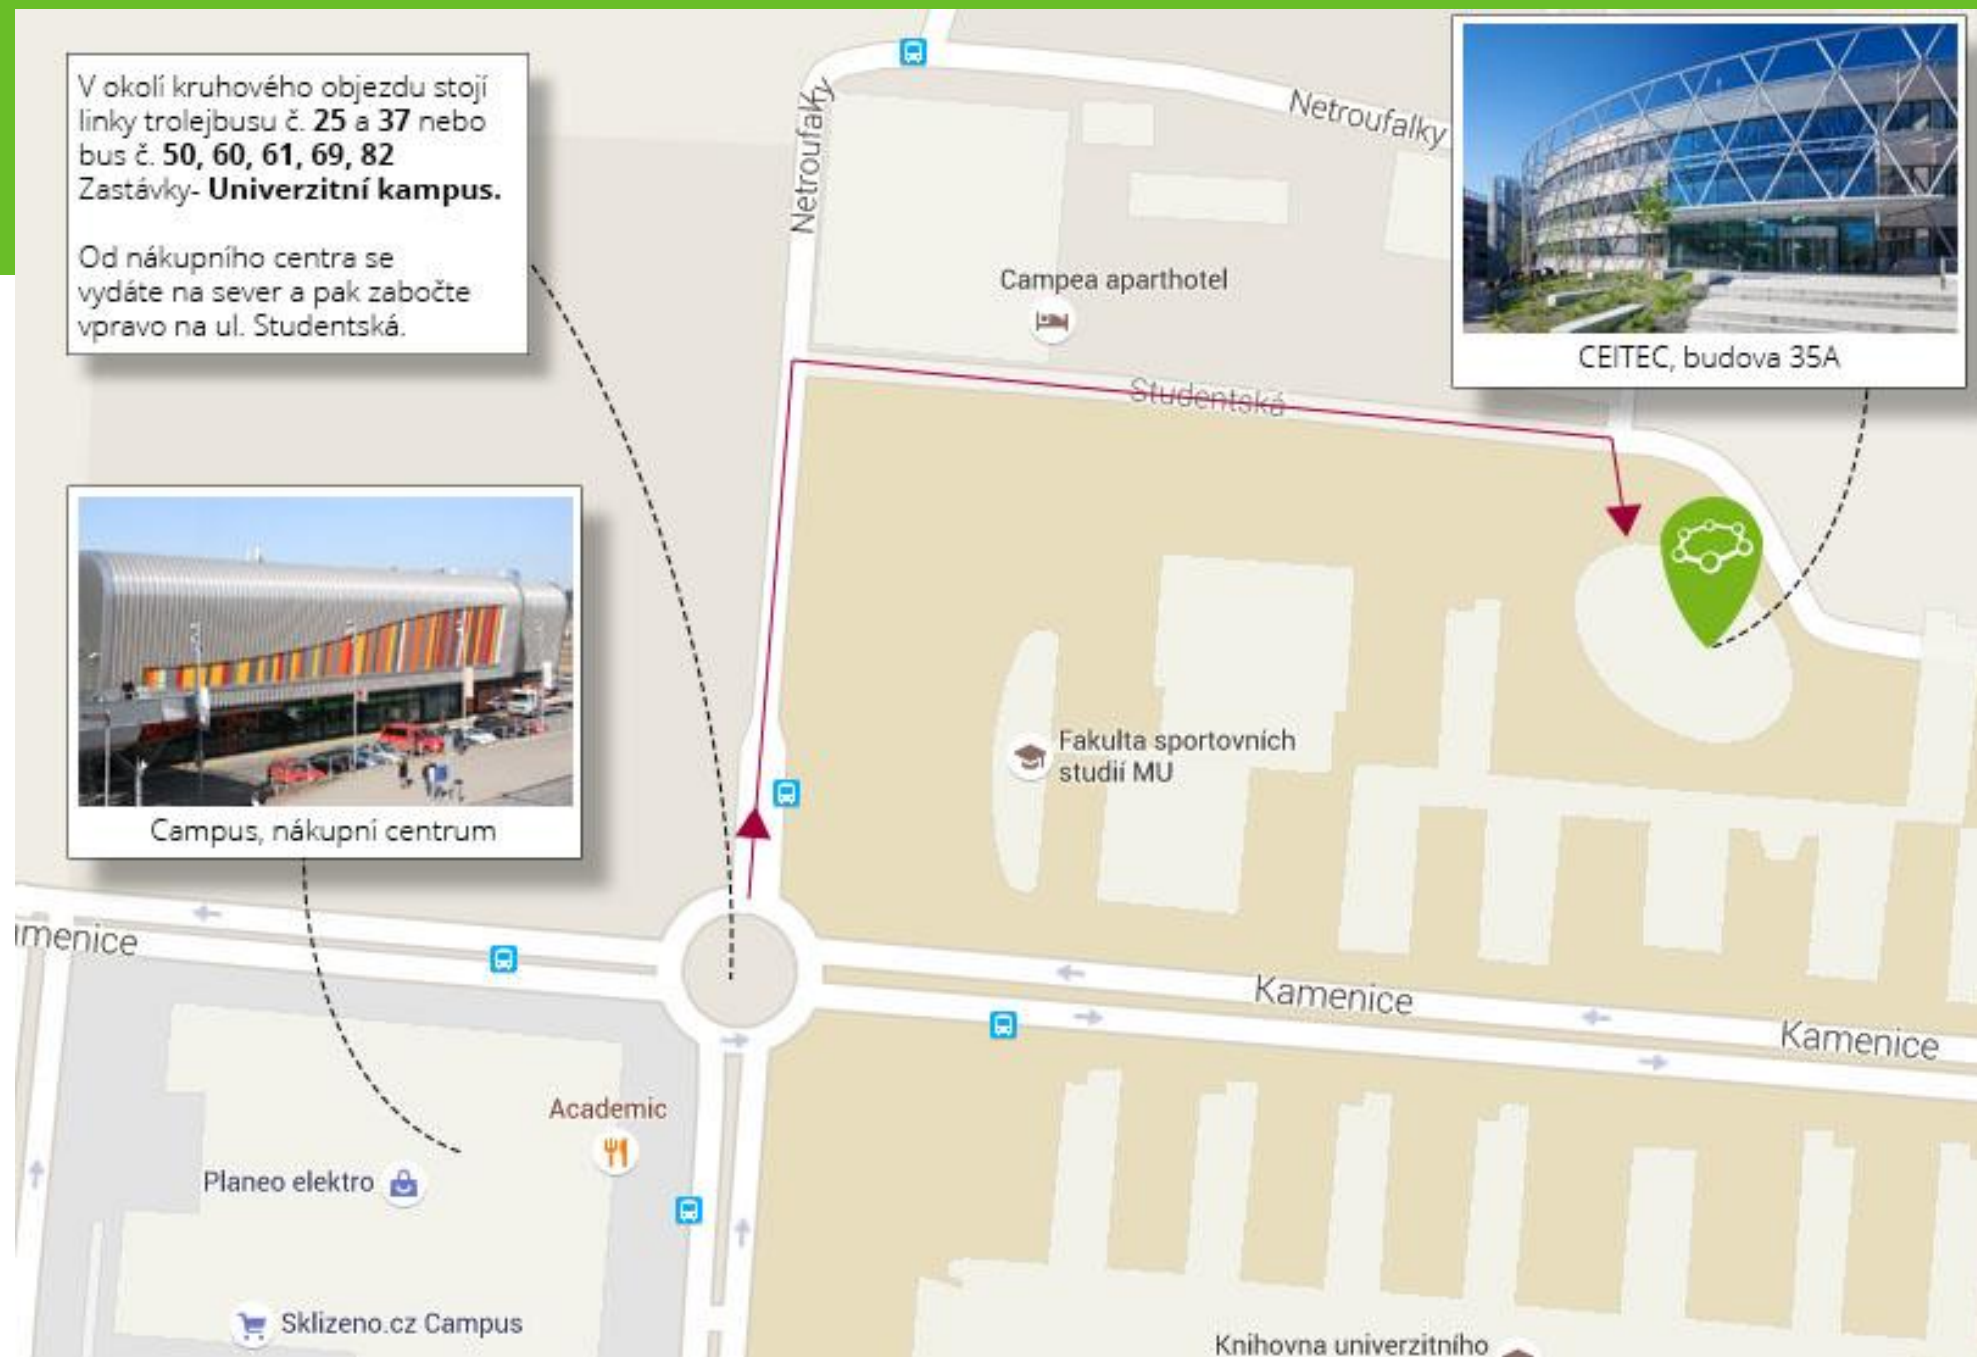 V okolí kruhového objezdu stojí
linky trolejbusu č. 25 a 37 nebo
bus č. 50, 60, 61, 69, 82
Zastávky- Univerzitní kampus.
Od nákupního centra se
vydáte na sever a pak zabočte
vpravo na ul. Studentská.
Netroufalky
Netroufalky
CEITEC, budova 35A
Campea aparthotel
Studentská
Campus, nákupní centrum
Fakulta sportovních
studií MU
menice
Kamenice
Kamenice
Academic
Planeo elektro
Sklizeno.cz Campus
Knihovna univerzitního